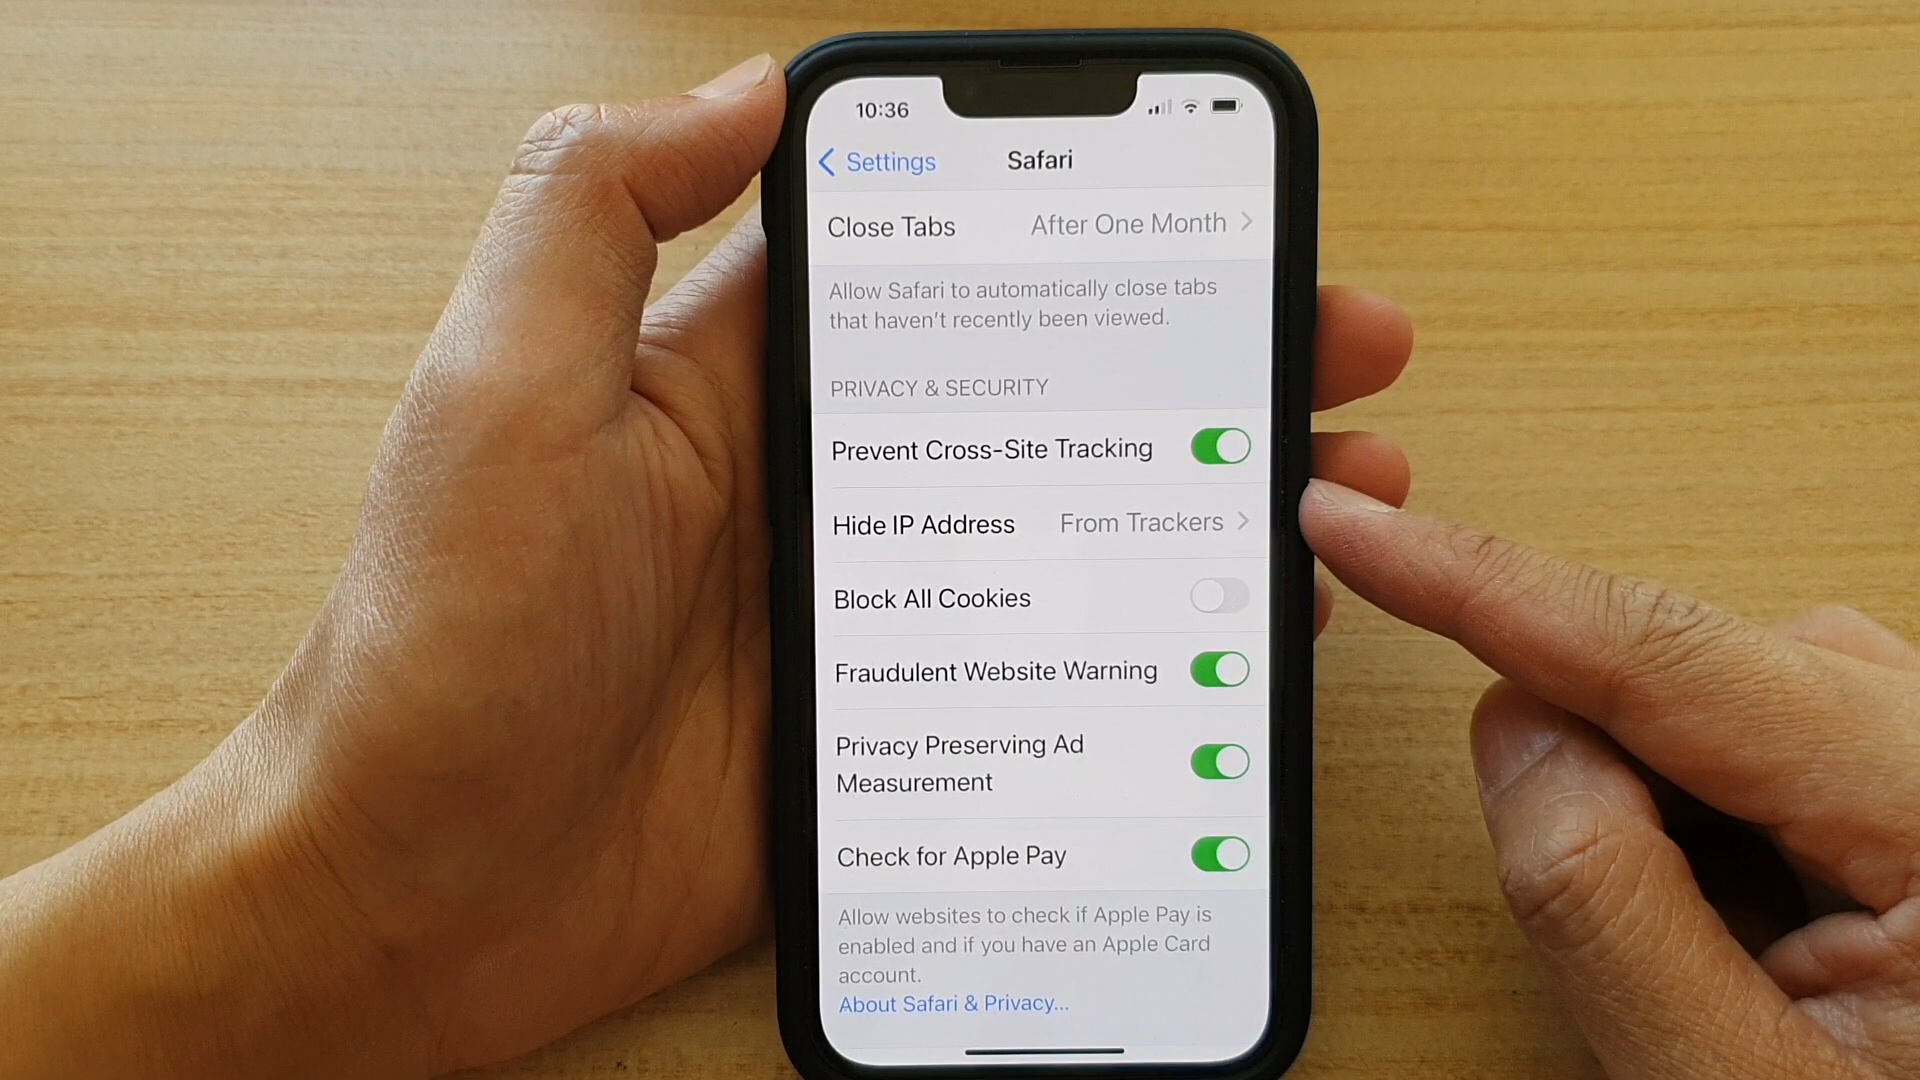 10:36
Settings
Safari
Close Tabs After One Month
Allow Safari to automatically close tabs
that haven't recently been viewed.
PRIVACY & SECURITY
Prevent Cross-Site Tracking
Hide IP Address From Trackers
Block All Cookies
Fraudulent Website Warning
Privacy Preserving Ad
Measurement
Check for Apple Pay
Allow websites to check if Apple Pay is
enabled and if you have an Apple Card
account.
About Safari & Privacy...